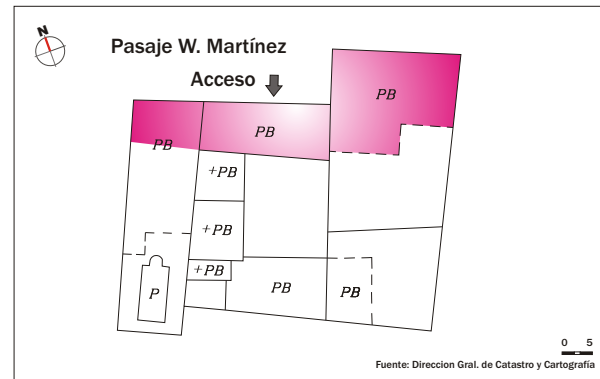 N
Pasaje W. Martínez
Acceso
PB
PB
PB
+PB
+PB
+PB
P
PB
PB
0 5
Fuente: Direccion Gral. de Catastro y Cartografía